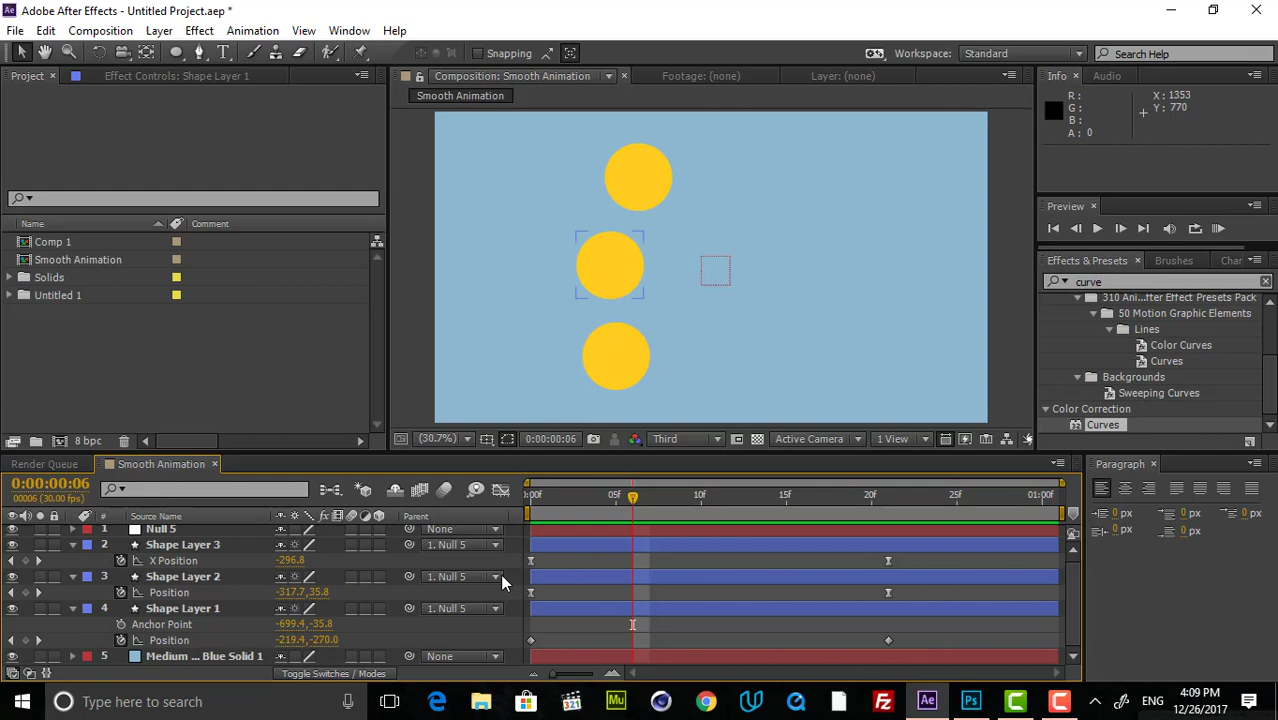 Adobe After Effects - Untitled Project.aep *
File Edit Composition Layer Effect Animation View Window Help
Snapping
Workspace: Standard
Search Help
Project
Effect Controls: Shape Layer 1
Composition: Smooth Animation
Footage: (none)
Layer: (none)
Smooth Animation
Info
Audio
R:
G:
B:
A: 0
X: 1353
Y: 770
Name
Comment
Comp 1
Smooth Animation
Solids
Untitled 1
Preview
Effects & Presets
Brushes
Char
curve
310 Ani...fter Effect Presets Pack
50 Motion Graphic Elements
Lines
Color Curves
Curves
Backgrounds
Sweeping Curves
Color Correction
Curves
8 bpc
(30.7%)
0:00:00:06
Third
Active Camera
1 View
Render Queue
Smooth Animation
0:00:00:06
00006 (30.00 fps)
:00f 05f 10f 15f 20f 25f 01:00f
# Source Name Parent
1 Null 5 None
2 Shape Layer 3 1. Null 5
X Position -296.8
3 Shape Layer 2 1. Null 5
Position -317.7,35.8
4 Shape Layer 1 1. Null 5
Anchor Point -699.4,-35.8
Position -219.4,-270.0
5 Medium ... Blue Solid 1 None
Toggle Switches / Modes
Paragraph
0 px 0 px 0 px
0 px 0 px
Type here to search
Mu
Ae
Ps
ENG
4:09 PM
12/26/2017